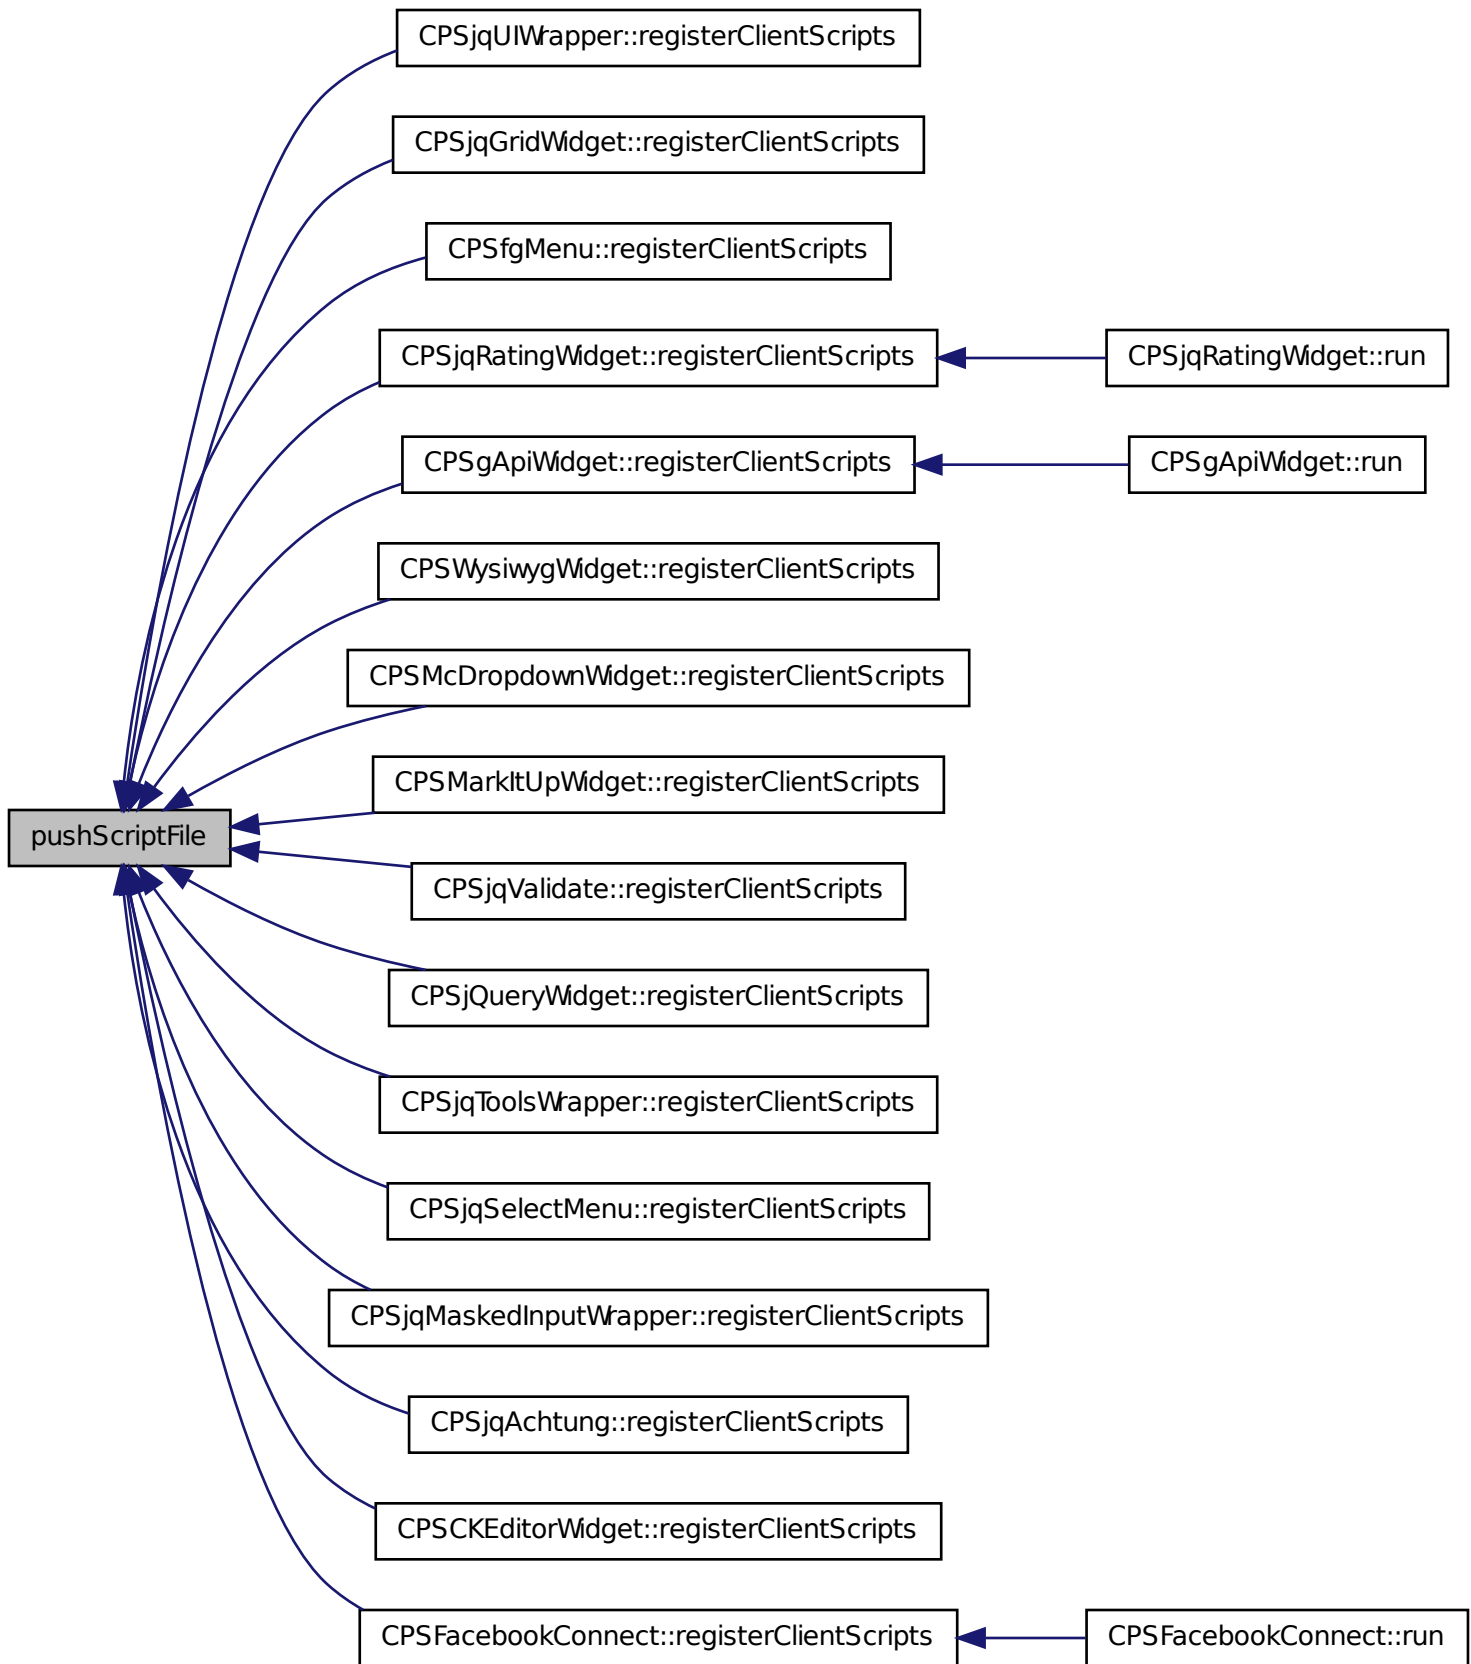 CPSjqUIWrapper::registerClientScripts
CPSjqGridWidget::registerClientScripts
CPSfgMenu::registerClientScripts
CPSjqRatingWidget::registerClientScripts
CPSjqRatingWidget::run
CPSgApiWidget::registerClientScripts
CPSgApiWidget::run
CPSWysiwygWidget::registerClientScripts
CPSMcDropdownWidget::registerClientScripts
CPSMarkItUpWidget::registerClientScripts
pushScriptFile
CPSjqValidate::registerClientScripts
CPSjQueryWidget::registerClientScripts
CPSjqToolsWrapper::registerClientScripts
CPSjqSelectMenu::registerClientScripts
CPSjqMaskedInputWrapper::registerClientScripts
CPSjqAchtung::registerClientScripts
CPSCKEditorWidget::registerClientScripts
CPSFacebookConnect::registerClientScripts
CPSFacebookConnect::run